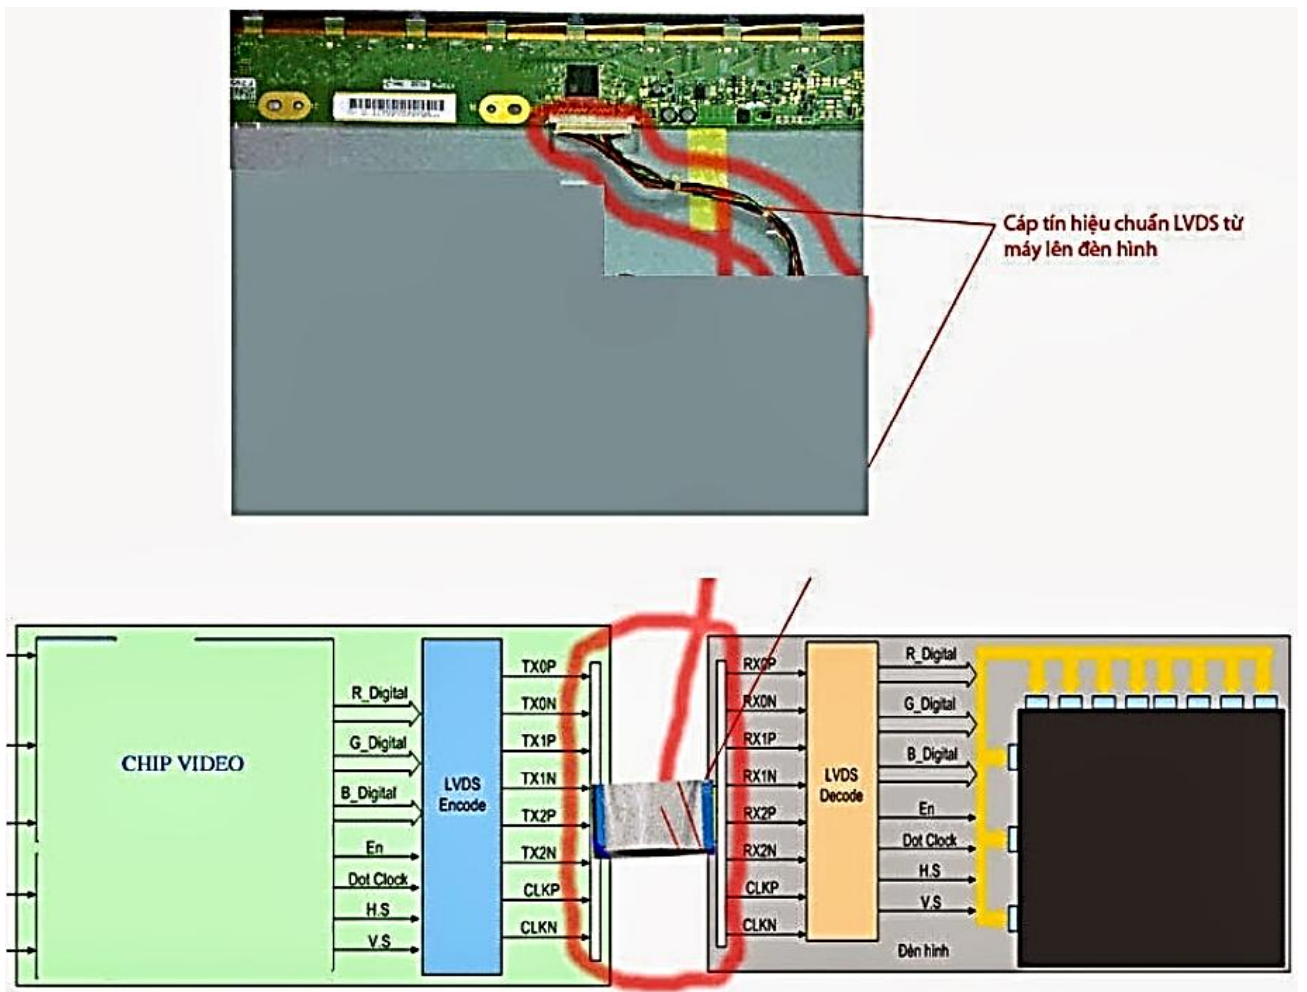 Cáp tín hiệu chuẩn LVDS từ
máy lên đèn hình
CHIP VIDEO
R_Digital
G_Digital
B_Digital
En
Dot Clock
H.S
V.S
LVDS
Encode
TX0P
TX0N
TX1P
TX1N
TX2P
TX2N
CLKP
CLKN
RX0P
RX0N
RX1P
RX1N
RX2P
RX2N
CLKP
CLKN
LVDS
Decode
R_Digital
G_Digital
B_Digital
En
Dot Clock
H.S
V.S
Đèn hình